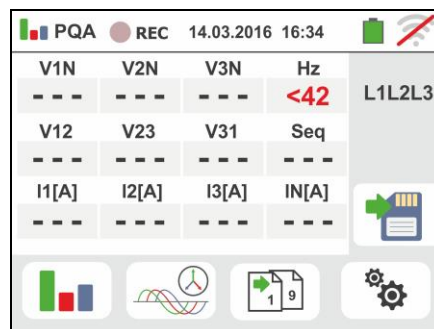 PQA REC 14.03.2016 16:34
V1N V2N V3N Hz
- - - - - - - - - <42 L1L2L3
V12 V23 V31 Seq
- - - - - - - - - - - -
I1[A] I2[A] I3[A] IN[A]
- - - - - - - - - - - -
1 9